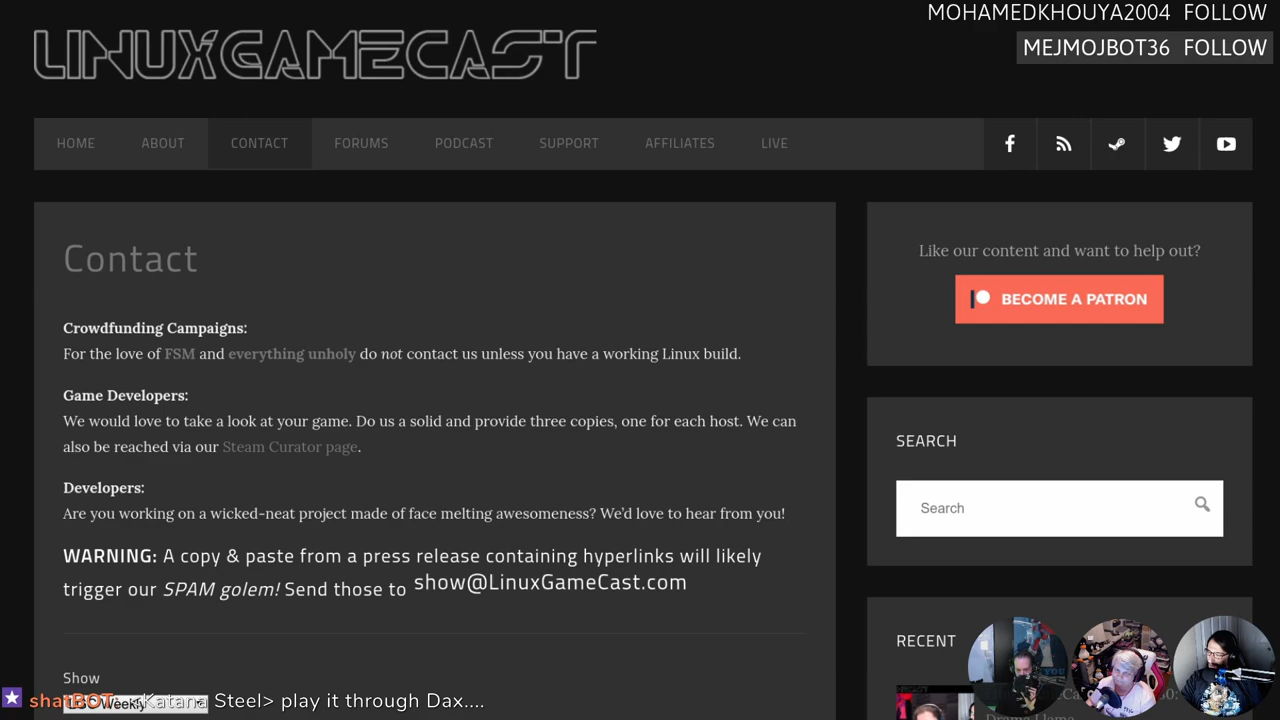 MOHAMEDKHOUYA2004 FOLLOW
MEJMOJBOT36 FOLLOW
LINUXGAMECAST
HOME ABOUT CONTACT FORUMS PODCAST SUPPORT AFFILIATES LIVE
Contact
Crowdfunding Campaigns:
For the love of FSM and everything unholy do not contact us unless you have a working Linux build.
Game Developers:
We would love to take a look at your game. Do us a solid and provide three copies, one for each host. We can
also be reached via our Steam Curator page.
Developers:
Are you working on a wicked-neat project made of face melting awesomeness? We'd love to hear from you!
WARNING: A copy & paste from a press release containing hyperlinks will likely
trigger our SPAM golem! Send those to show@LinuxGameCast.com
Show
Weekly
shatBOT: <Katana Steel> play it through Dax....
Like our content and want to help out?
BECOME A PATRON
SEARCH
Search
RECENT
Drama Llama